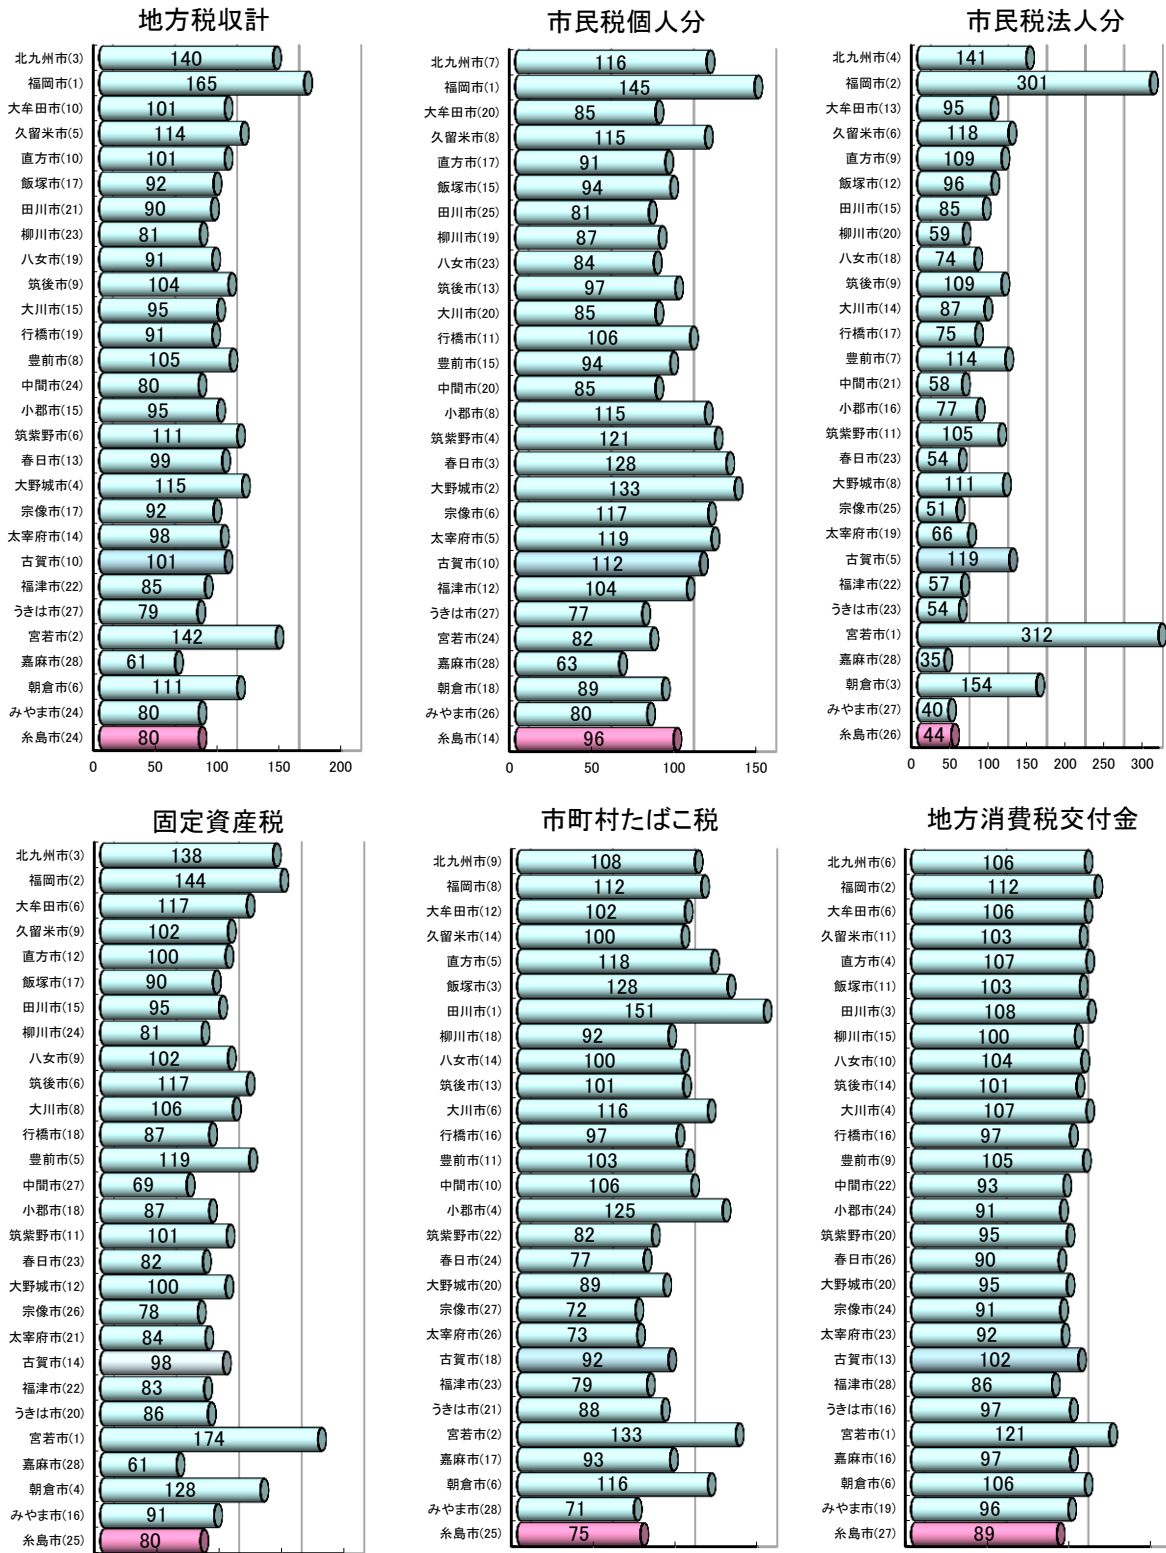 地方税収計
北九州市(3) 140
福岡市(1) 165
大牟田市(10) 101
久留米市(5) 114
直方市(10) 101
飯塚市(17) 92
田川市(21) 90
柳川市(23) 81
八女市(19) 91
筑後市(9) 104
大川市(15) 95
行橋市(19) 91
豊前市(8) 105
中間市(24) 80
小郡市(15) 95
筑紫野市(6) 111
春日市(13) 99
大野城市(4) 115
宗像市(17) 92
太宰府市(14) 98
古賀市(10) 101
福津市(22) 85
うきは市(27) 79
宮若市(2) 142
嘉麻市(28) 61
朝倉市(6) 111
みやま市(24) 80
糸島市(24) 80
0 50 100 150 200
市民税個人分
北九州市(7) 116
福岡市(1) 145
大牟田市(20) 85
久留米市(8) 115
直方市(17) 91
飯塚市(15) 94
田川市(25) 81
柳川市(19) 87
八女市(23) 84
筑後市(13) 97
大川市(20) 85
行橋市(11) 106
豊前市(15) 94
中間市(20) 85
小郡市(8) 115
筑紫野市(4) 121
春日市(3) 128
大野城市(2) 133
宗像市(6) 117
太宰府市(5) 119
古賀市(10) 112
福津市(12) 104
うきは市(27) 77
宮若市(24) 82
嘉麻市(28) 63
朝倉市(18) 89
みやま市(26) 80
糸島市(14) 96
0 50 100 150
市民税法人分
北九州市(4) 141
福岡市(2) 301
大牟田市(13) 95
久留米市(6) 118
直方市(9) 109
飯塚市(12) 96
田川市(15) 85
柳川市(20) 59
八女市(18) 74
筑後市(9) 109
大川市(14) 87
行橋市(17) 75
豊前市(7) 114
中間市(21) 58
小郡市(16) 77
筑紫野市(11) 105
春日市(23) 54
大野城市(8) 111
宗像市(25) 51
太宰府市(19) 66
古賀市(5) 119
福津市(22) 57
うきは市(23) 54
宮若市(1) 312
嘉麻市(28) 35
朝倉市(3) 154
みやま市(27) 40
糸島市(26) 44
0 50 100 150 200 250 300
固定資産税
北九州市(3) 138
福岡市(2) 144
大牟田市(6) 117
久留米市(9) 102
直方市(12) 100
飯塚市(17) 90
田川市(15) 95
柳川市(24) 81
八女市(9) 102
筑後市(6) 117
大川市(8) 106
行橋市(18) 87
豊前市(5) 119
中間市(27) 69
小郡市(18) 87
筑紫野市(11) 101
春日市(23) 82
大野城市(12) 100
宗像市(26) 78
太宰府市(21) 84
古賀市(14) 98
福津市(22) 83
うきは市(20) 86
宮若市(1) 174
嘉麻市(28) 61
朝倉市(4) 128
みやま市(16) 91
糸島市(25) 80
市町村たばこ税
北九州市(9) 108
福岡市(8) 112
大牟田市(12) 102
久留米市(14) 100
直方市(5) 118
飯塚市(3) 128
田川市(1) 151
柳川市(18) 92
八女市(14) 100
筑後市(13) 101
大川市(6) 116
行橋市(16) 97
豊前市(11) 103
中間市(10) 106
小郡市(4) 125
筑紫野市(22) 82
春日市(24) 77
大野城市(20) 89
宗像市(27) 72
太宰府市(26) 73
古賀市(18) 92
福津市(23) 79
うきは市(21) 88
宮若市(2) 133
嘉麻市(17) 93
朝倉市(6) 116
みやま市(28) 71
糸島市(25) 75
地方消費税交付金
北九州市(6) 106
福岡市(2) 112
大牟田市(6) 106
久留米市(11) 103
直方市(4) 107
飯塚市(11) 103
田川市(3) 108
柳川市(15) 100
八女市(10) 104
筑後市(14) 101
大川市(4) 107
行橋市(16) 97
豊前市(9) 105
中間市(22) 93
小郡市(24) 91
筑紫野市(20) 95
春日市(26) 90
大野城市(20) 95
宗像市(24) 91
太宰府市(23) 92
古賀市(13) 102
福津市(28) 86
うきは市(16) 97
宮若市(1) 121
嘉麻市(16) 97
朝倉市(6) 106
みやま市(19) 96
糸島市(27) 89